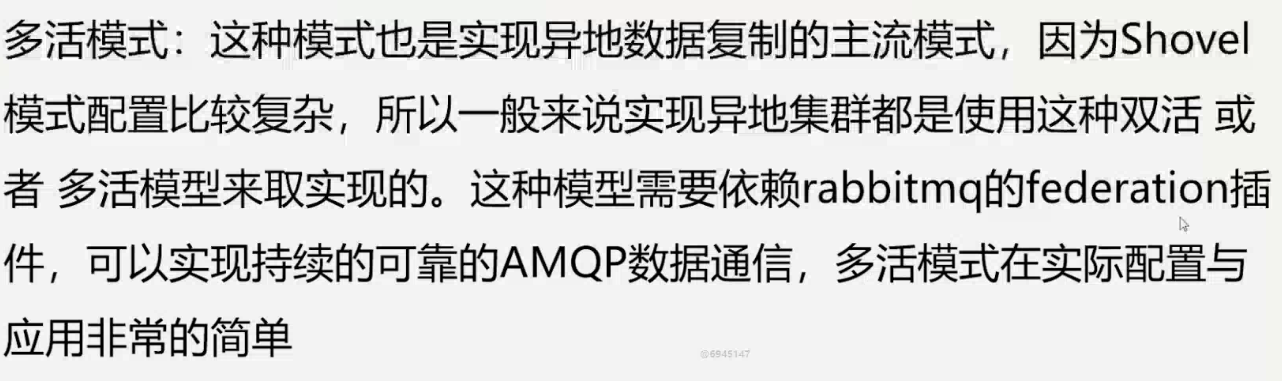 多活模式：这种模式也是实现异地数据复制的主流模式，因为Shovel
模式配置比较复杂，所以一般来说实现异地集群都是使用这种双活 或
者 多活模型来取实现的。这种模型需要依赖rabbitmq的federation插
件，可以实现持续的可靠的AMQP数据通信，多活模式在实际配置与
应用非常的简单
@6945147